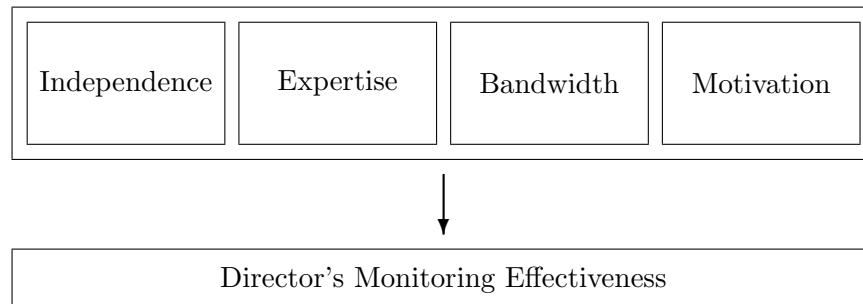 Independence Expertise Bandwidth Motivation
Director's Monitoring Effectiveness